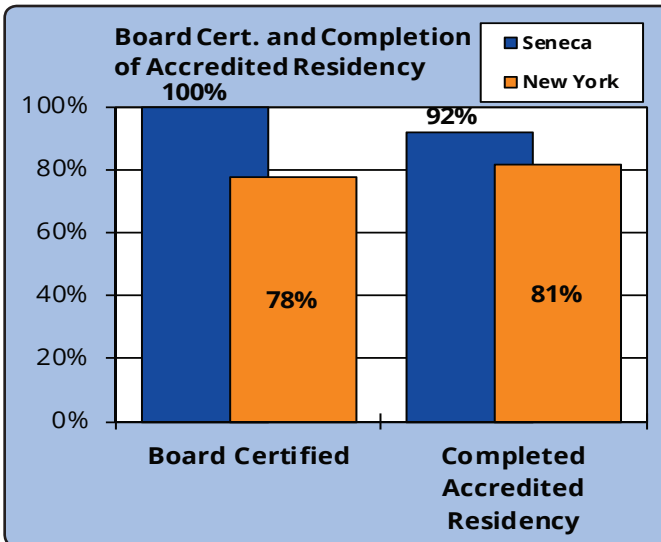 Board Cert. and Completion
of Accredited Residency
Seneca
New York
100%
80%
60%
40%
20%
0%
100%
78%
92%
81%
Board Certified
Completed
Accredited
Residency